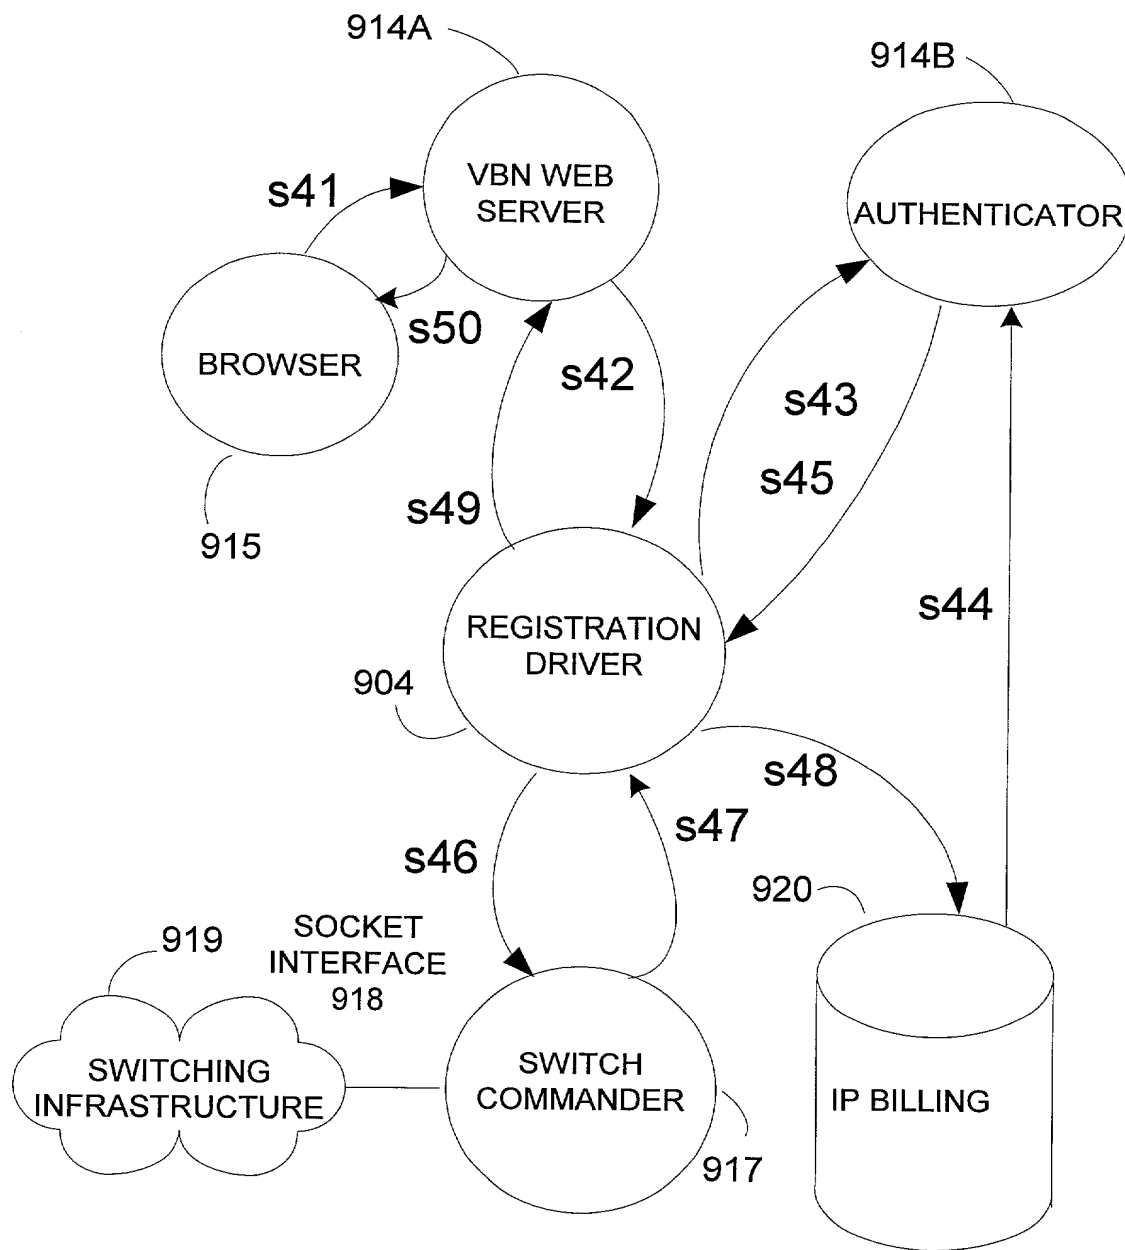 914A
914B
VBN WEB
SERVER
s41
AUTHENTICATOR
s50
BROWSER
s42
s43
s45
s49
915
s44
REGISTRATION
DRIVER
904
s48
s47
s46
920
SOCKET
INTERFACE
918
919
SWITCHING
INFRASTRUCTURE
SWITCH
COMMANDER
IP BILLING
917